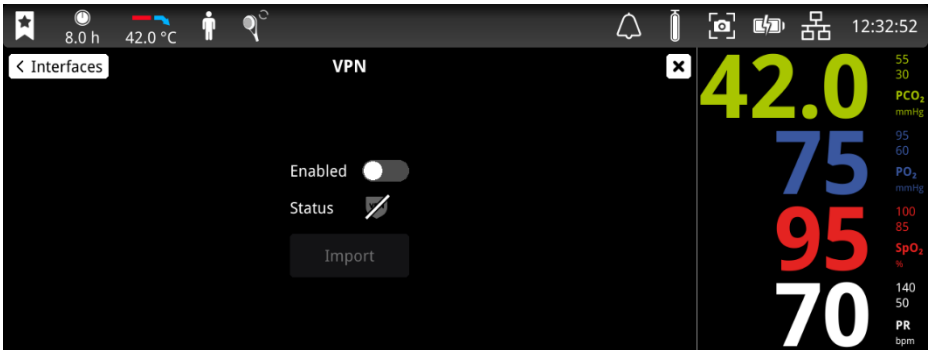 8.0 h
42.0 °C
12:32:52
< Interfaces
VPN
Enabled
Status
Import
42.0
55
30
PCO₂
mmHg
75
95
60
PO₂
mmHg
95
100
85
SpO₂
%
70
140
50
PR
bpm